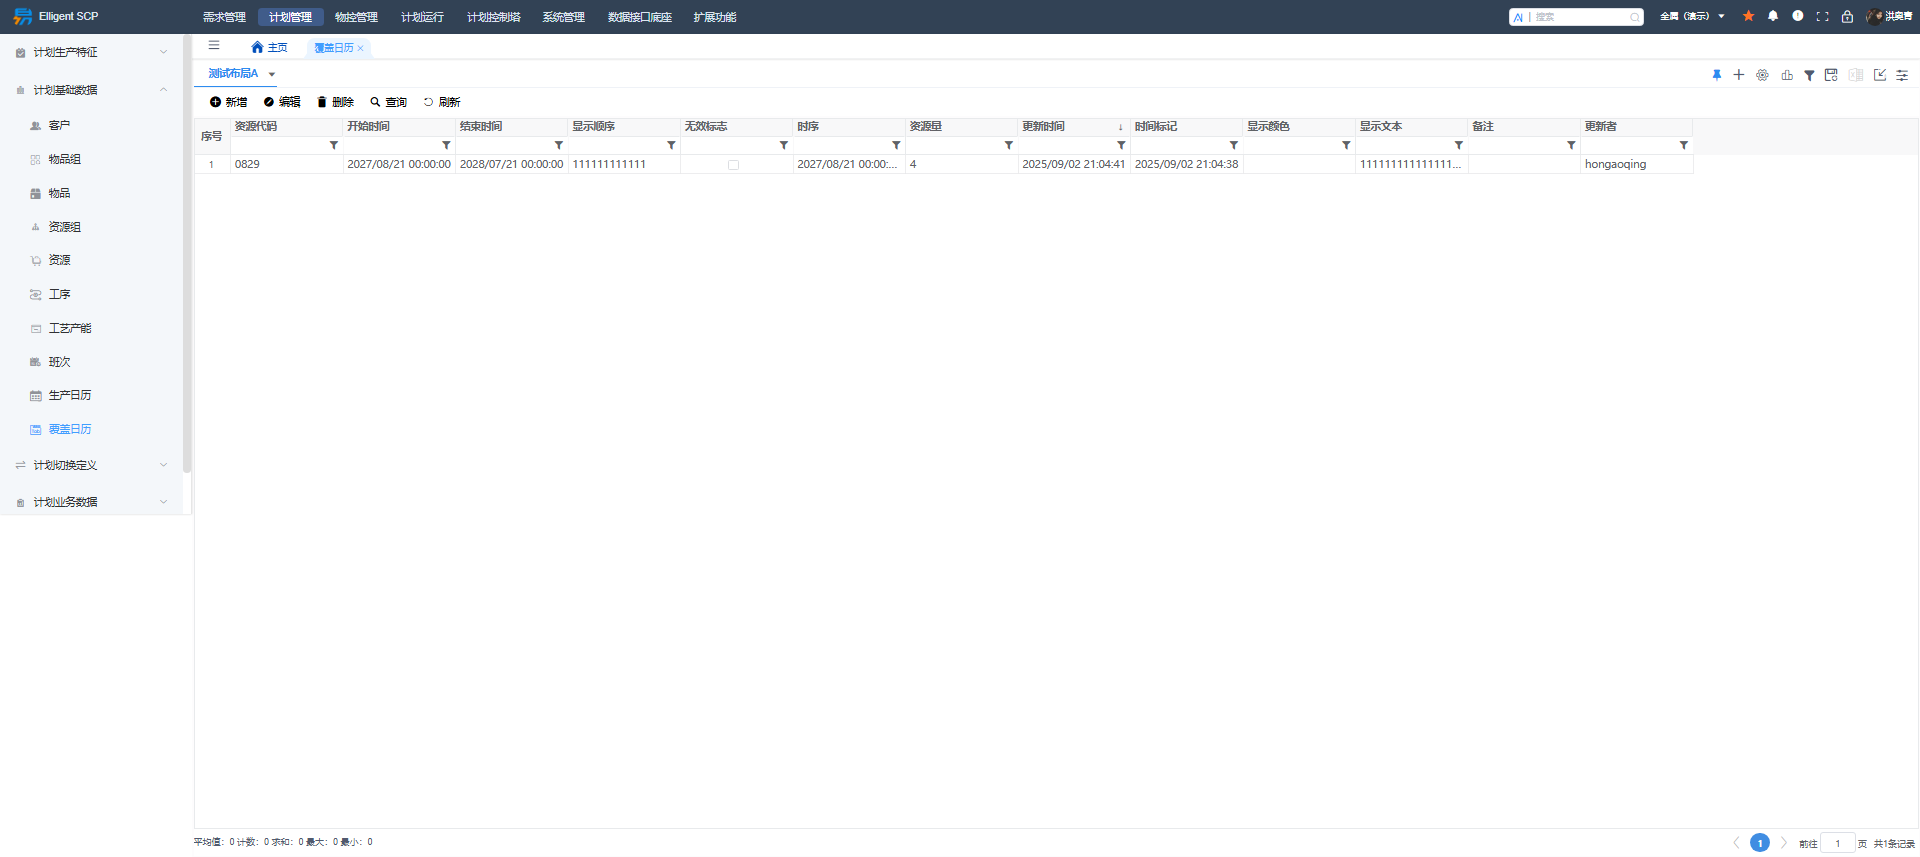 Elligent SCP 需求管理 计划管理 物控管理 计划运行 计划控制塔 系统管理 数据接口底座 扩展功能 AI | 搜索 全属（演示） 洪奥青
主页 覆盖日历 ×
测试布局A
新增 编辑 删除 查询 刷新
计划生产特征
计划基础数据
客户
物品组
物品
资源组
资源
工序
工艺产能
班次
生产日历
覆盖日历
计划切换定义
计划业务数据
序号 资源代码 开始时间 结束时间 显示顺序 无效标志 时序 资源量 更新时间 ↓ 时间标记 显示颜色 显示文本 备注 更新者
1 0829 2027/08/21 00:00:00 2028/07/21 00:00:00 111111111111 2027/08/21 00:00:... 4 2025/09/02 21:04:41 2025/09/02 21:04:38 111111111111111... hongaoqing
平均值：0 计数：0 求和：0 最大：0 最小：0
1 前往 1 页 共1条记录